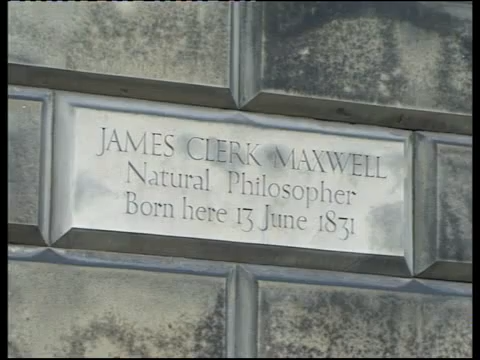 JAMES CLERK MAXWELL
Natural Philosopher
Born here 13 June 1831